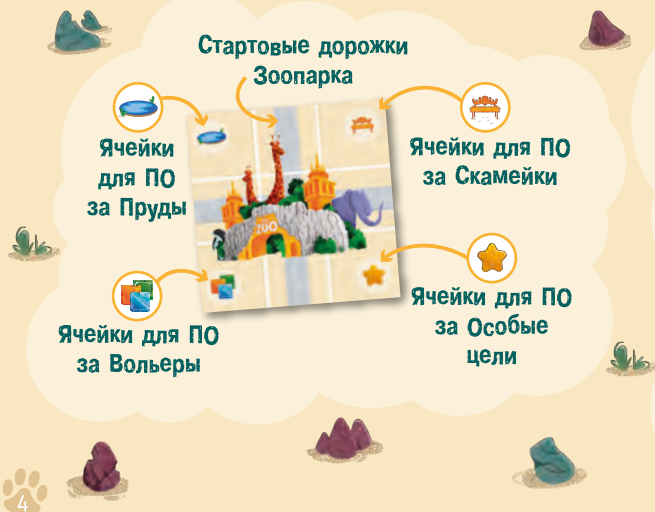 Стартовые дорожки
Зоопарка
Ячейки
для ПО
за Пруды
Ячейки для ПО
за Скамейки
ZOO
Ячейки для ПО
за Вольеры
Ячейки для ПО
за Особые
цели
4